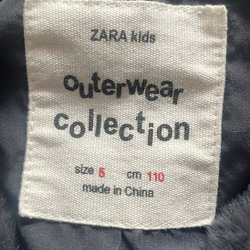 ZARA kids
outerwear
collection
size 5 cm 110
made in China